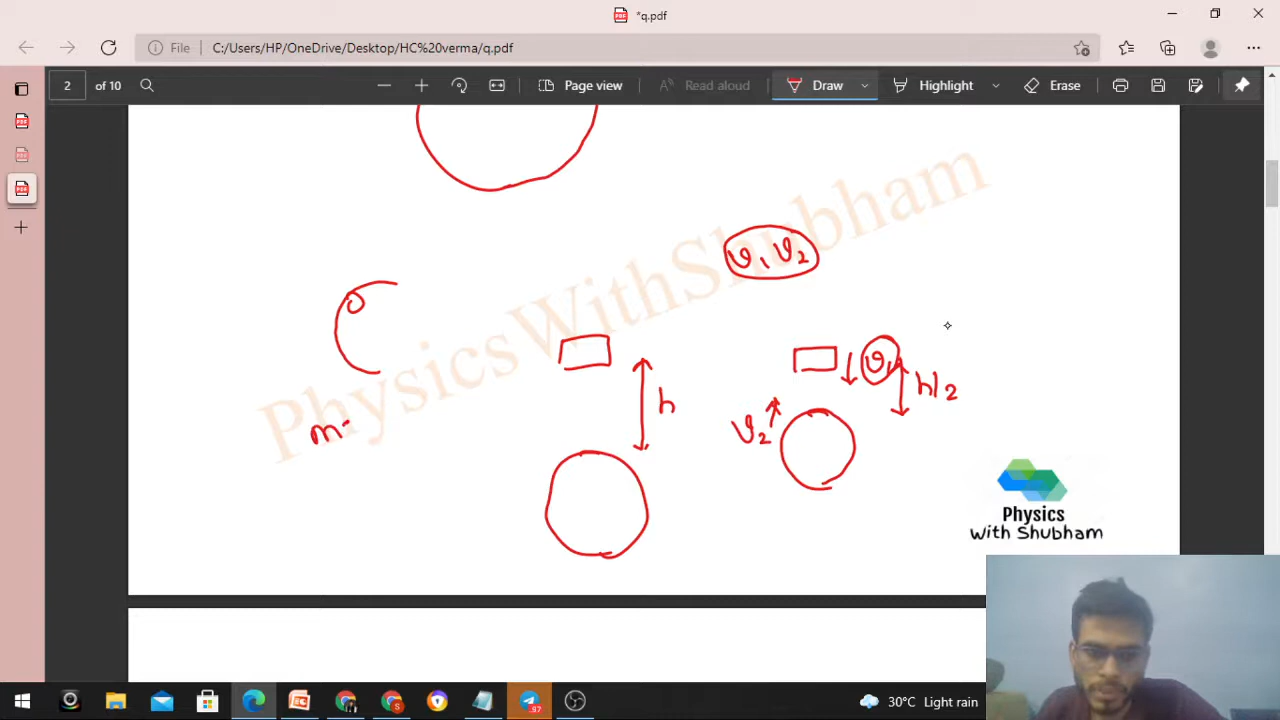 *q.pdf
File C:/Users/HP/OneDrive/Desktop/HC%20verma/q.pdf
2 of 10 Page view Read aloud Draw Highlight Erase
PhysicsWithShubham
v₁ v₂
h
v₁
h/2
v₂
m
Physics
With Shubham
97
30°C Light rain